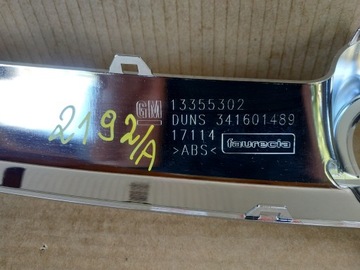 GM 13355302
DUNS 341601489
17114
>ABS< faurecia
2192/A